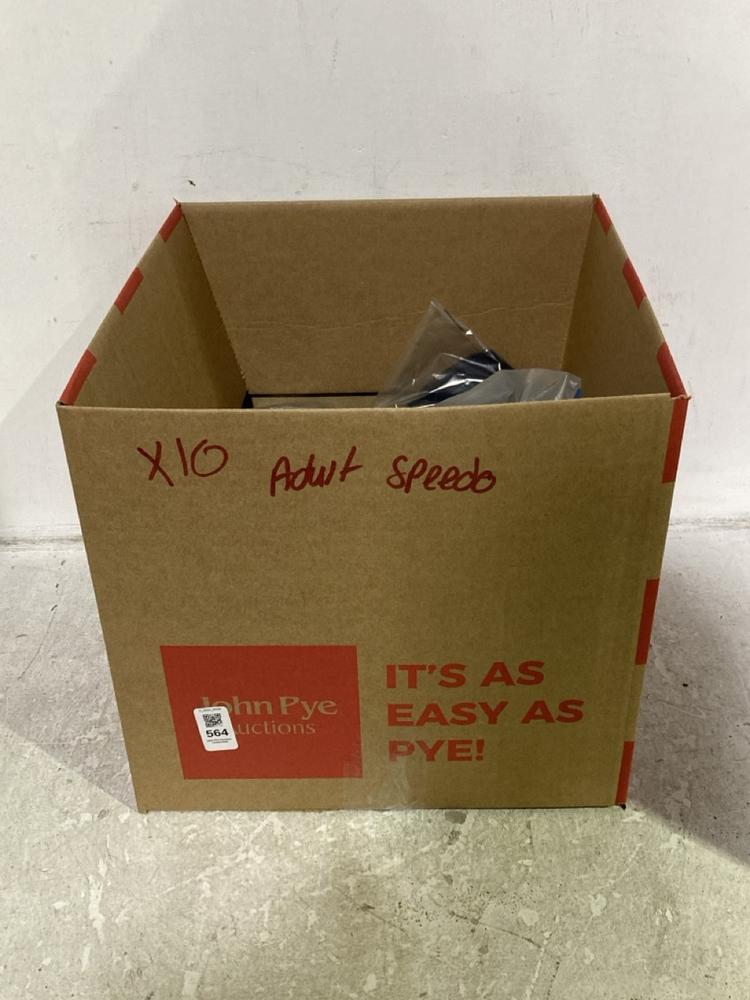 X10 Adult Speedo
John Pye
Auctions
564
IT'S AS
EASY AS
PYE!